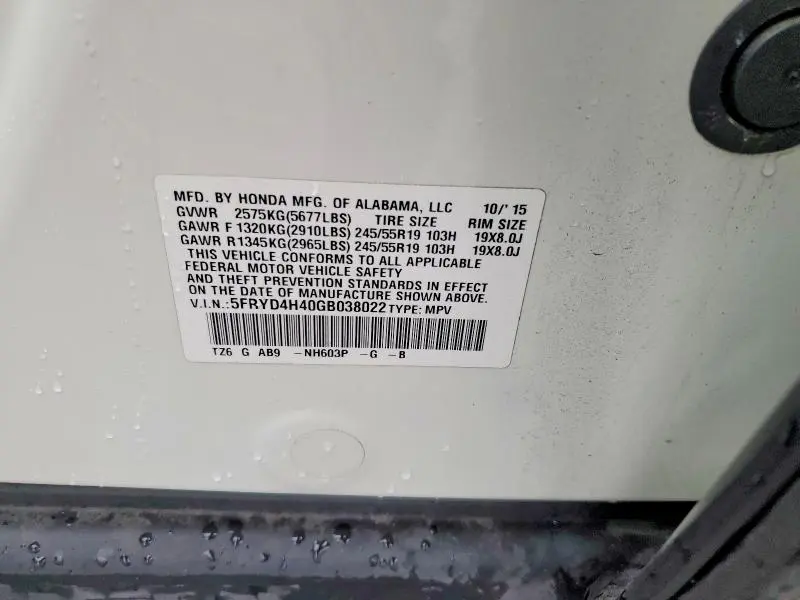 MFD. BY HONDA MFG. OF ALABAMA, LLC 10/' 15
GVWR 2575KG(5677LBS) TIRE SIZE RIM SIZE
GAWR F 1320KG(2910LBS) 245/55R19 103H 19X8.0J
GAWR R1345KG(2965LBS) 245/55R19 103H 19X8.0J
THIS VEHICLE CONFORMS TO ALL APPLICABLE
FEDERAL MOTOR VEHICLE SAFETY
AND THEFT PREVENTION STANDARDS IN EFFECT
ON THE DATE OF MANUFACTURE SHOWN ABOVE.
V.I.N.:5FRYD4H40GB038022 TYPE: MPV
TZ6 G AB9 -NH603P -G -B